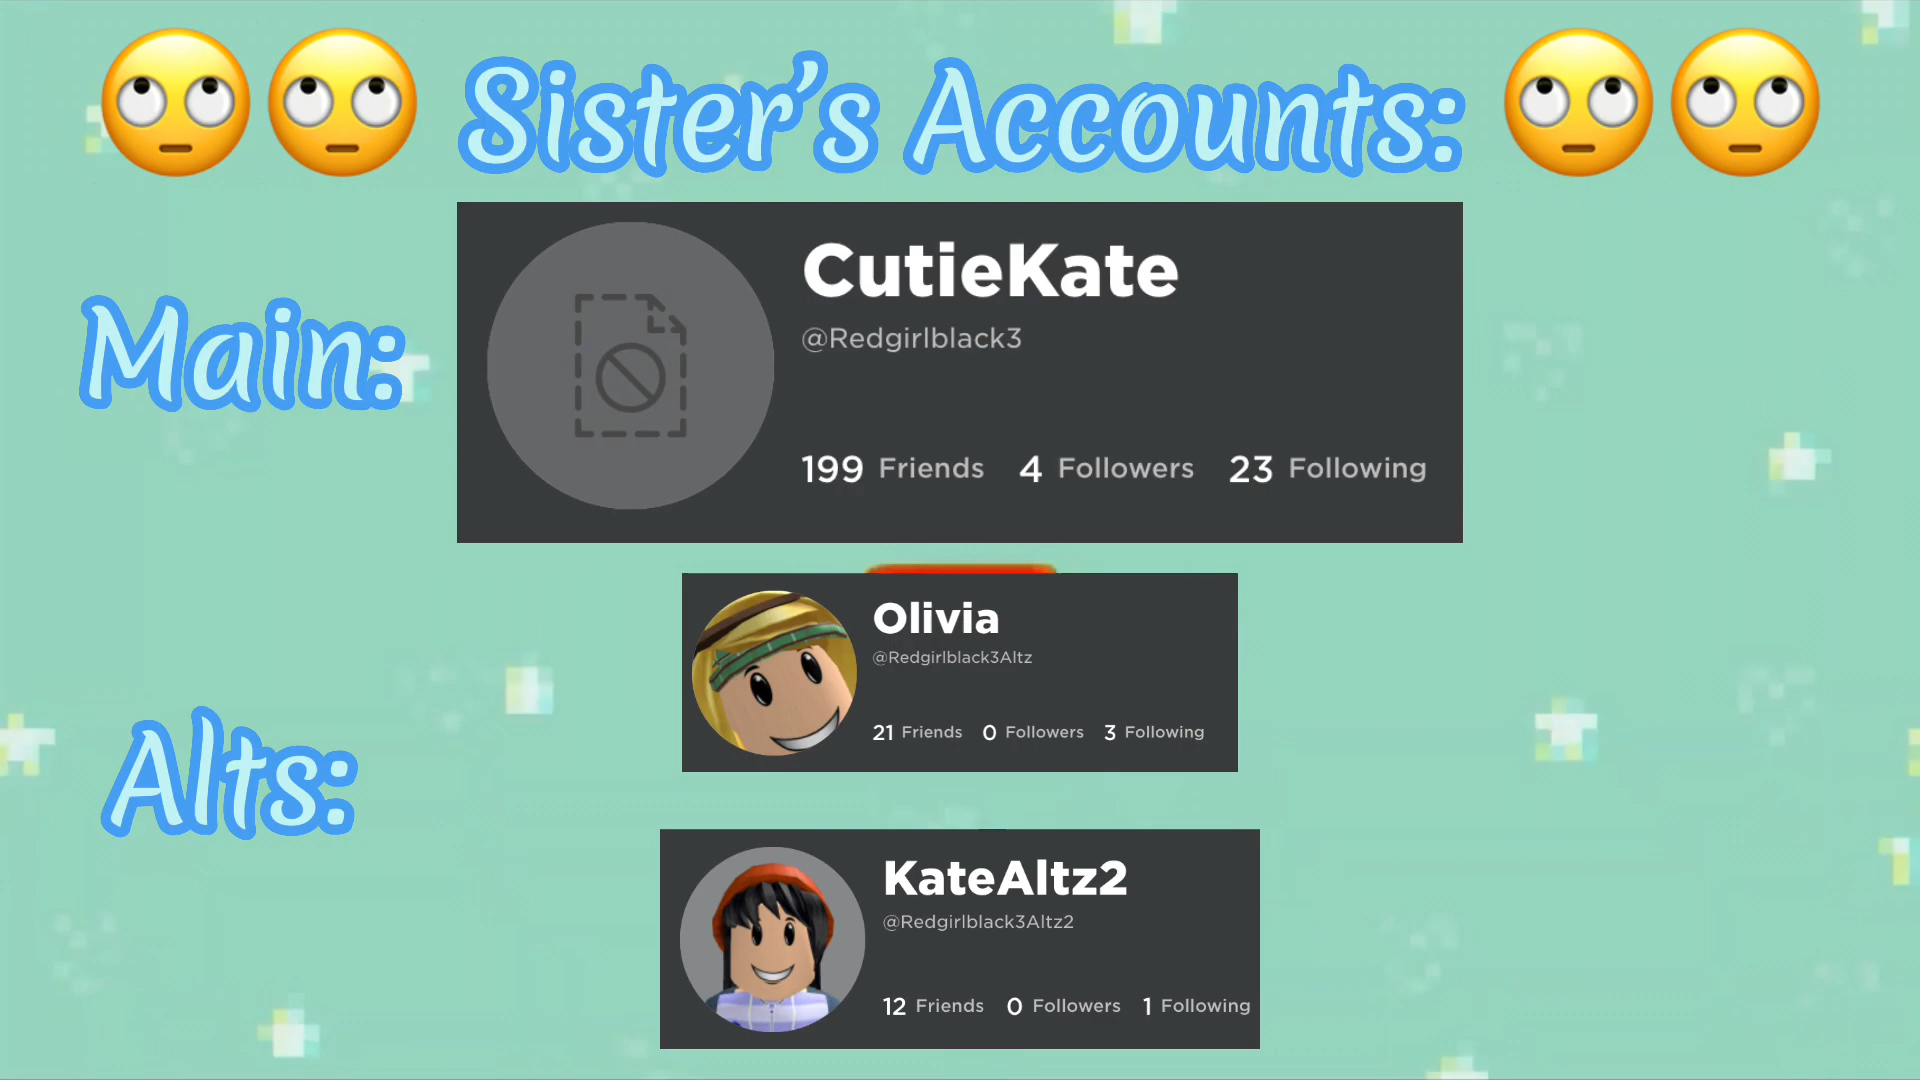 🙄🙄 Sister’s Accounts: 🙄🙄
Main:
CutieKate
@Redgirlblack3
199 Friends 4 Followers 23 Following
Olivia
@Redgirlblack3Altz
21 Friends 0 Followers 3 Following
Alts:
KateAltz2
@Redgirlblack3Altz2
12 Friends 0 Followers 1 Following